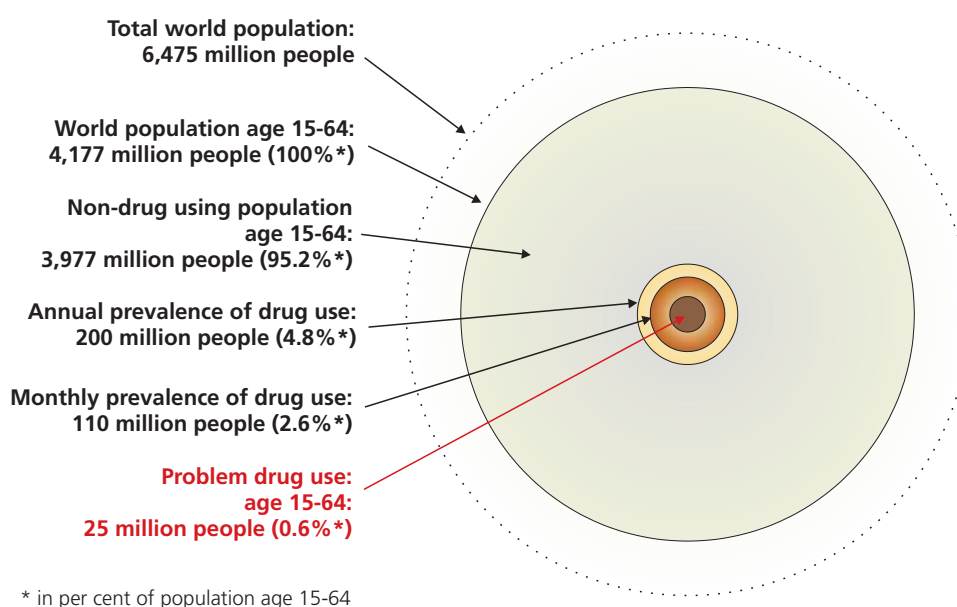 Total world population:
6,475 million people
World population age 15-64:
4,177 million people (100%*)
Non-drug using population
age 15-64:
3,977 million people (95.2%*)
Annual prevalence of drug use:
200 million people (4.8%*)
Monthly prevalence of drug use:
110 million people (2.6%*)
Problem drug use:
age 15-64:
25 million people (0.6%*)
* in per cent of population age 15-64